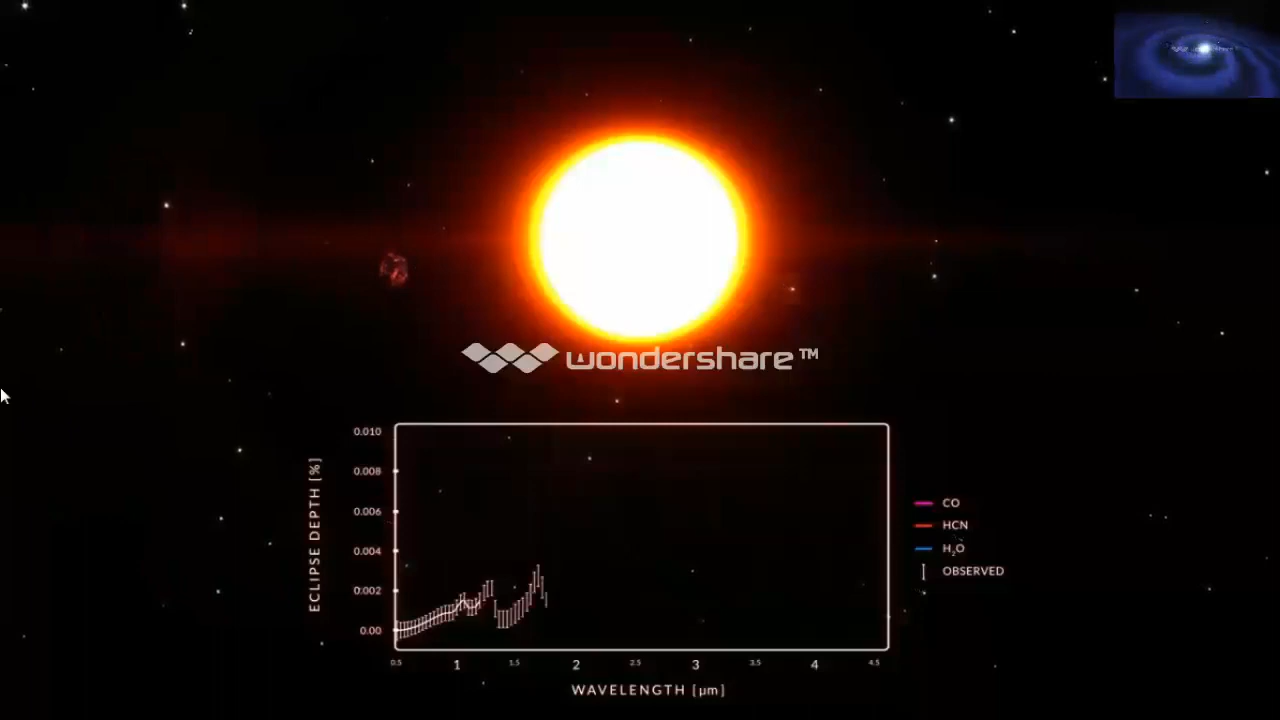 wondershare™
0.010
0.008
0.006
0.004
0.002
0.00
ECLIPSE DEPTH [%]
0.5 1 1.5 2 2.5 3 3.5 4 4.5
WAVELENGTH [µm]
CO
HCN
H₂O
OBSERVED